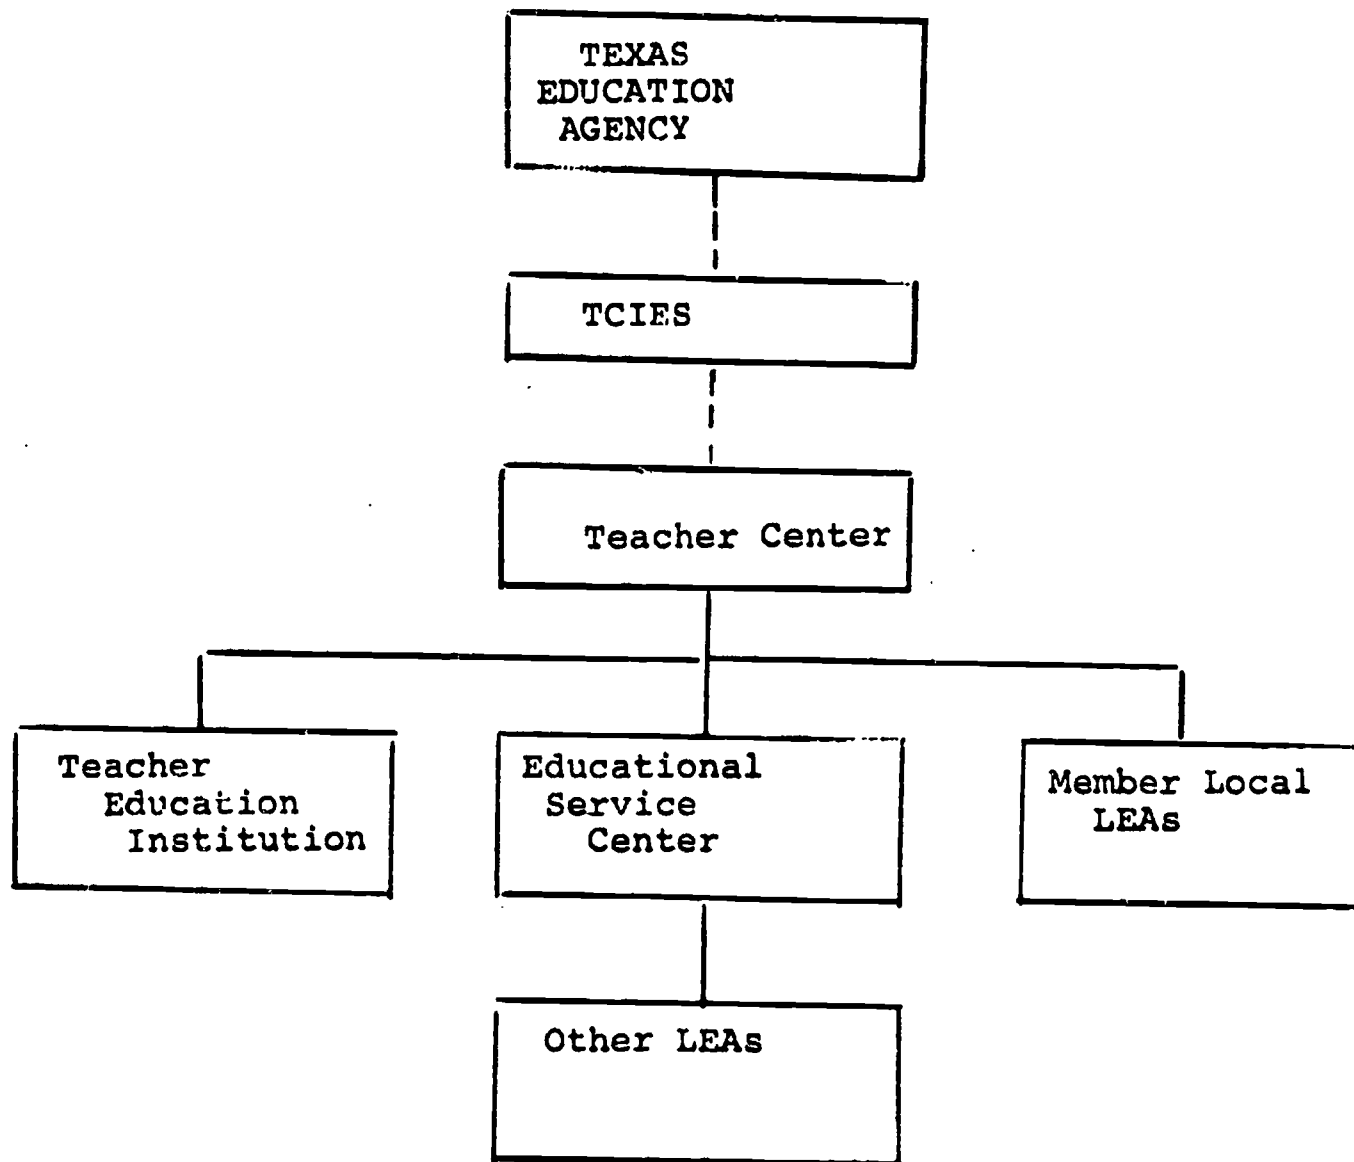 TEXAS
EDUCATION
AGENCY
TCIES
Teacher Center
Teacher
Education
Institution
Educational
Service
Center
Member Local
LEAs
Other LEAs